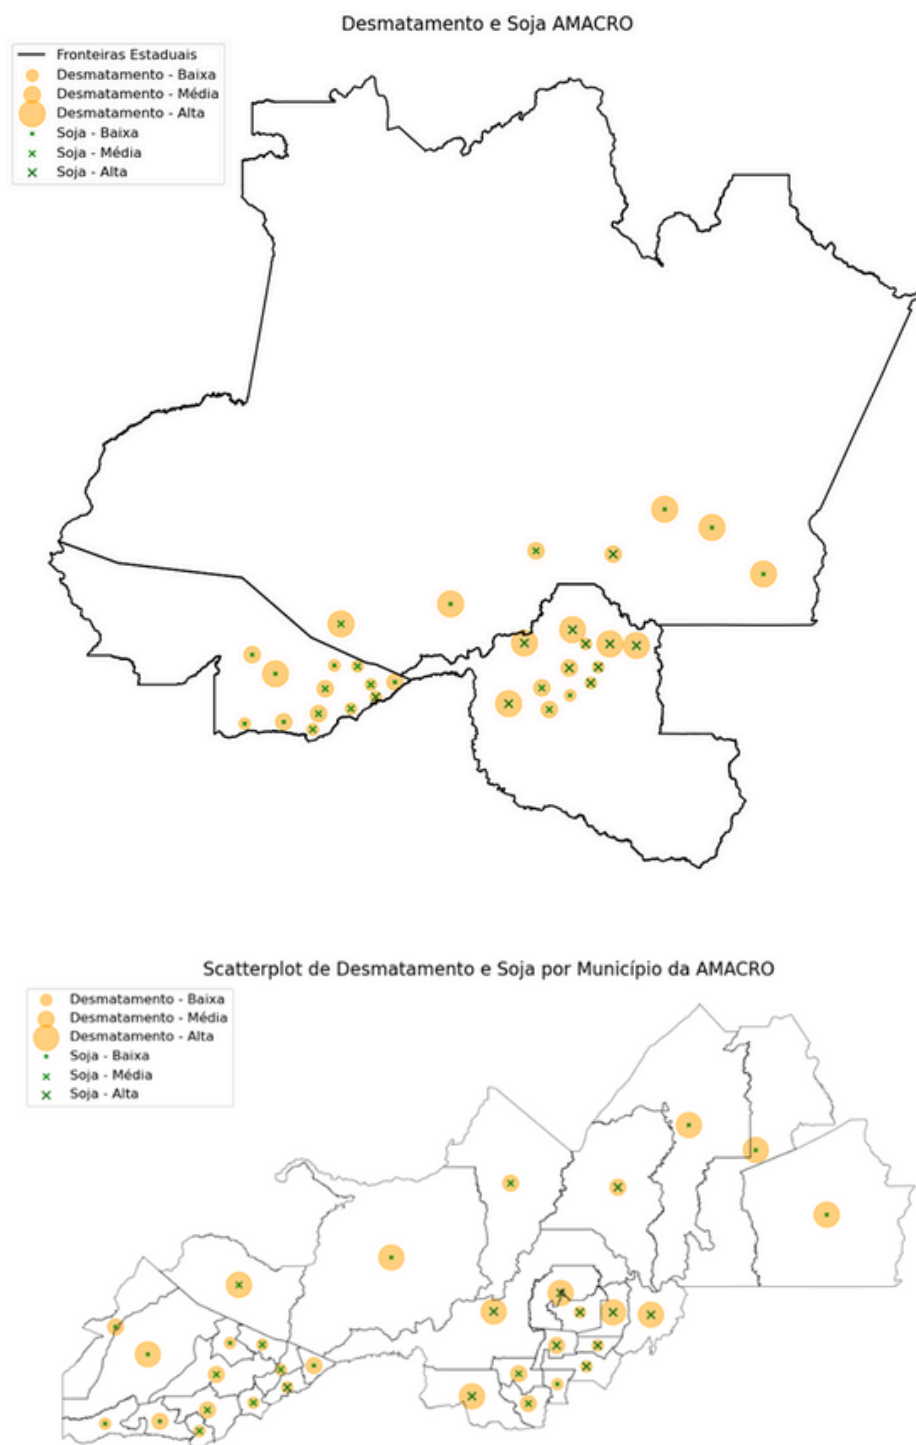 Desmatamento e Soja AMACRO
Fronteiras Estaduais
Desmatamento - Baixa
Desmatamento - Média
Desmatamento - Alta
Soja - Baixa
Soja - Média
Soja - Alta
Scatterplot de Desmatamento e Soja por Município da AMACRO
Desmatamento - Baixa
Desmatamento - Média
Desmatamento - Alta
Soja - Baixa
Soja - Média
Soja - Alta